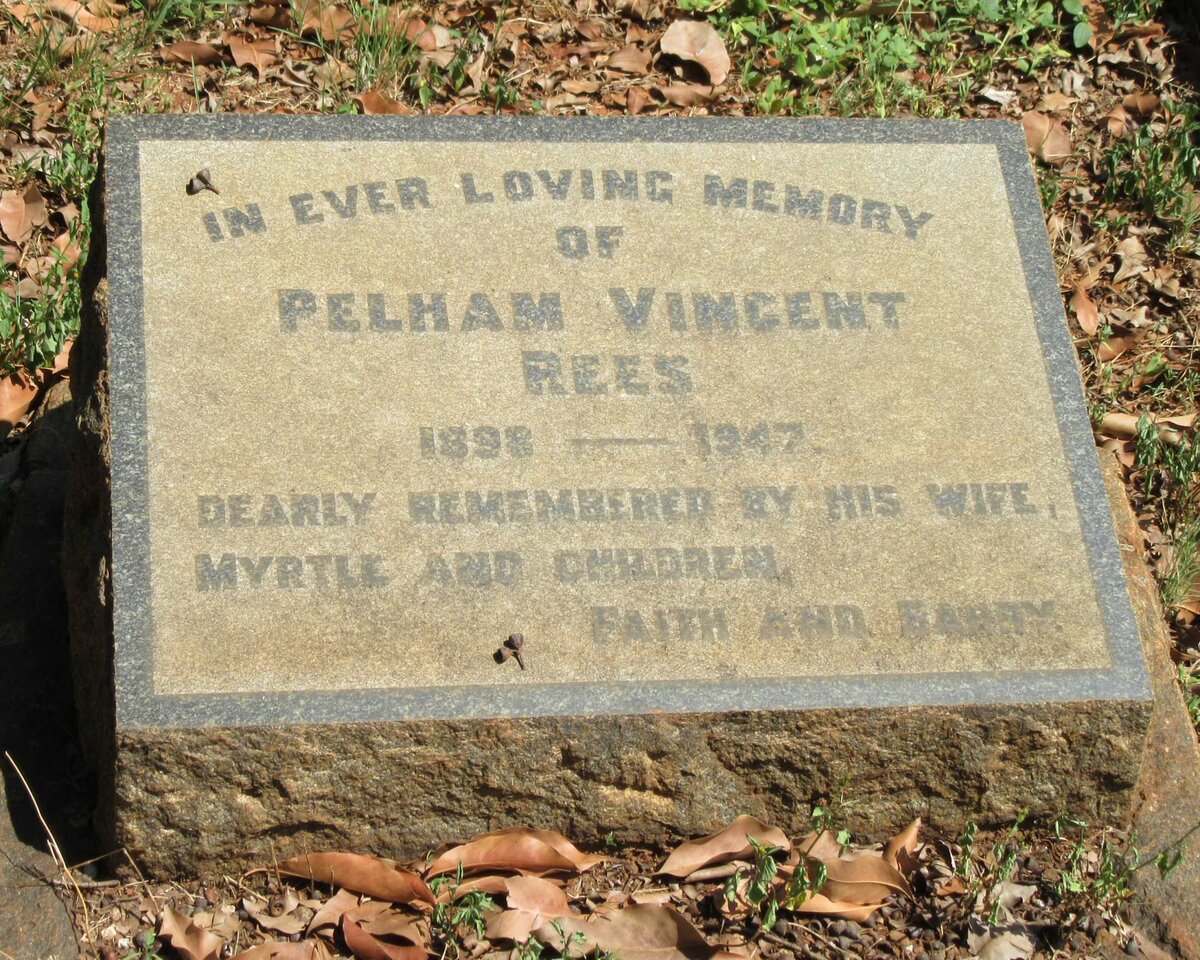 IN EVER LOVING MEMORY
OF
PELHAM VINCENT
REES
1898 — 1947.
DEARLY REMEMBERED BY HIS WIFE,
MYRTLE AND CHILDREN,
FAITH AND BARRY.